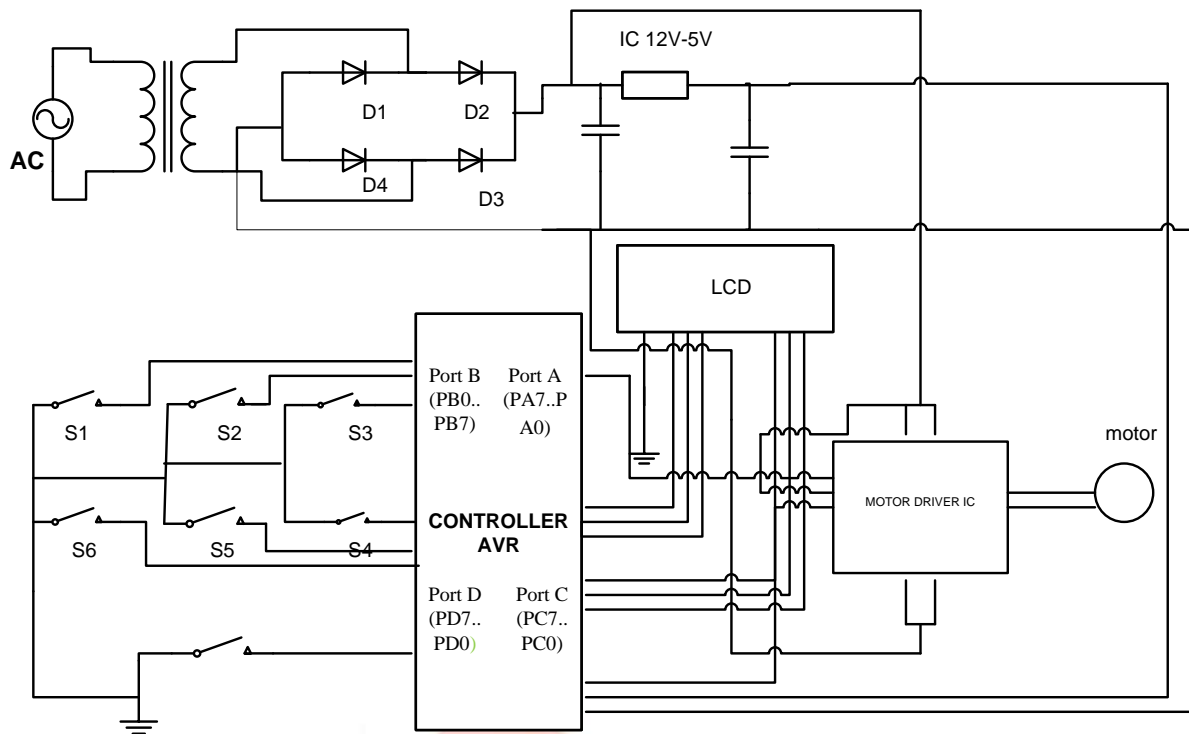 IC 12V-5V
D1
D2
AC
D4
D3
LCD
Port B
(PB0..
PB7)
Port A
(PA7..P
A0)
S1
S2
S3
motor
MOTOR DRIVER IC
CONTROLLER
AVR
S6
S5
S4
Port D
(PD7..
PD0)
Port C
(PC7..
PC0)